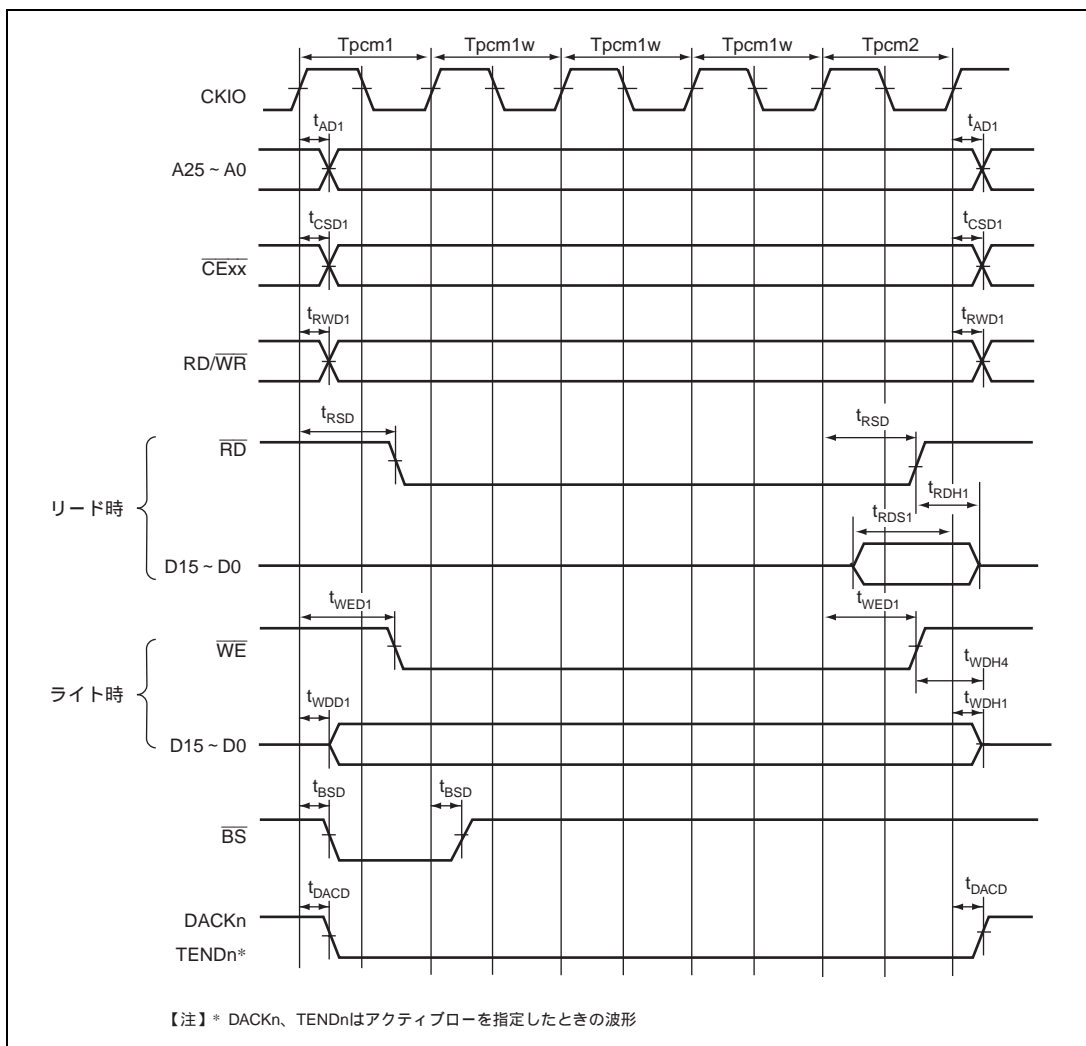 Tpcm1 Tpcm1w Tpcm1w Tpcm1w Tpcm2
CKIO
tAD1 tAD1
A25 ~ A0
tCSD1 tCSD1
CExx
tRWD1 tRWD1
RD/WR
tRSD tRSD
RD
tRDH1
リード時
tRDS1
D15 ~ D0
tWED1 tWED1
WE
tWDH4
ライト時
tWDD1 tWDH1
D15 ~ D0
tBSD tBSD
BS
tDACD tDACD
DACKn
TENDn*
【注】* DACKn、TENDnはアクティブローを指定したときの波形